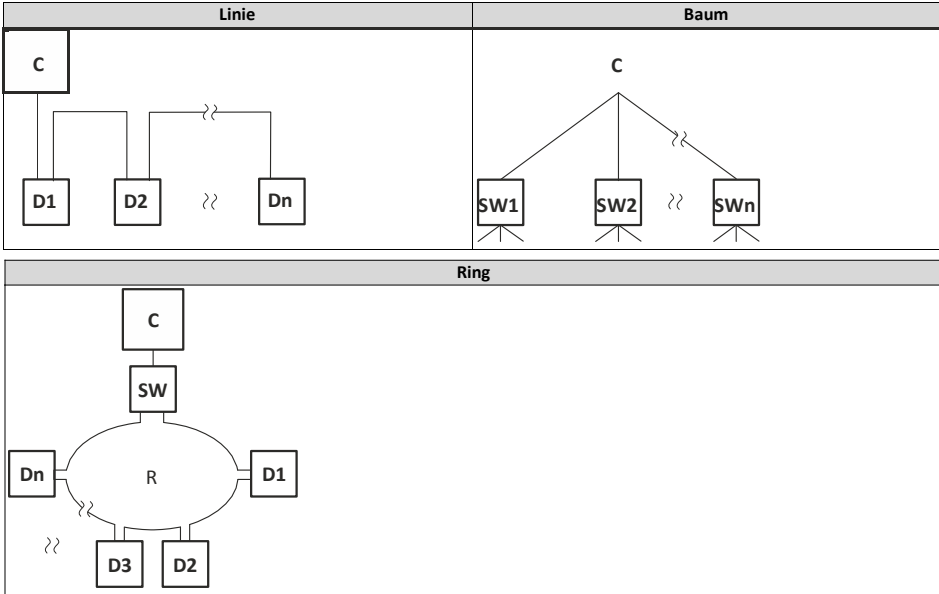 Linie
Baum
C
D1 D2 Dn
C
SW1 SW2 SWn
Ring
C
SW
Dn R D1
D3 D2